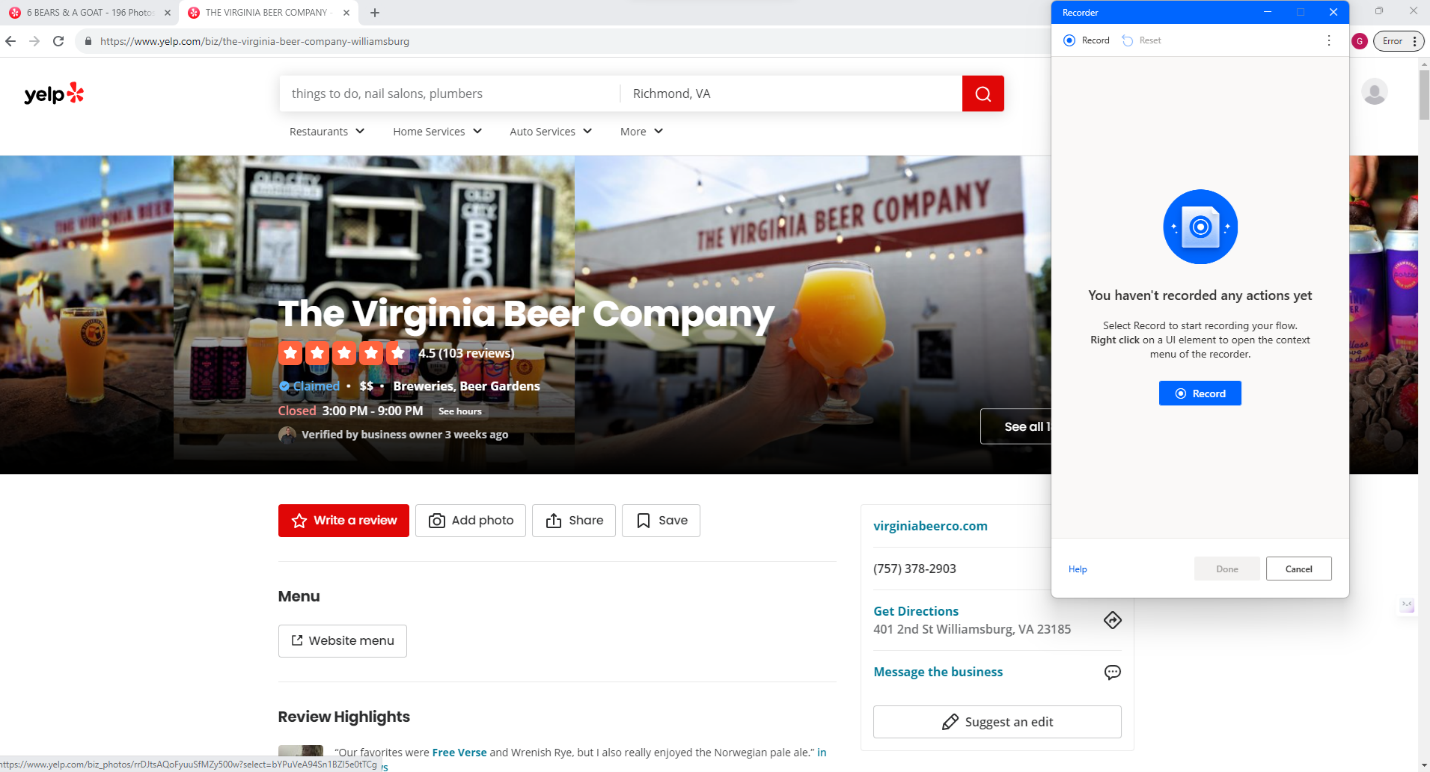 6 BEARS & A GOAT - 196 Photos
THE VIRGINIA BEER COMPANY -
https://www.yelp.com/biz/the-virginia-beer-company-williamsburg
G
Error
yelp
things to do, nail salons, plumbers
Richmond, VA
Restaurants
Home Services
Auto Services
More
THE VIRGINIA BEER
OLD CITY
THE VIRGINIA BEER COMPANY
The Virginia Beer Company
4.5 (103 reviews)
Claimed • $$ • Breweries, Beer Gardens
Closed 3:00 PM - 9:00 PM See hours
Verified by business owner 3 weeks ago
See all 1
Write a review
Add photo
Share
Save
Menu
Website menu
Review Highlights
"Our favorites were Free Verse and Wrenish Rye, but I also really enjoyed the Norwegian pale ale." in
virginiabeerco.com
(757) 378-2903
Get Directions
401 2nd St Williamsburg, VA 23185
Message the business
Suggest an edit
Recorder
Record
Reset
You haven't recorded any actions yet
Select Record to start recording your flow.
Right click on a UI element to open the context
menu of the recorder.
Record
Help
Done
Cancel
https://www.yelp.com/biz_photos/rrDJtsAQoFyuuSfMZy500w?select=bYPuVeA94Sn1BZI5e0tTCg